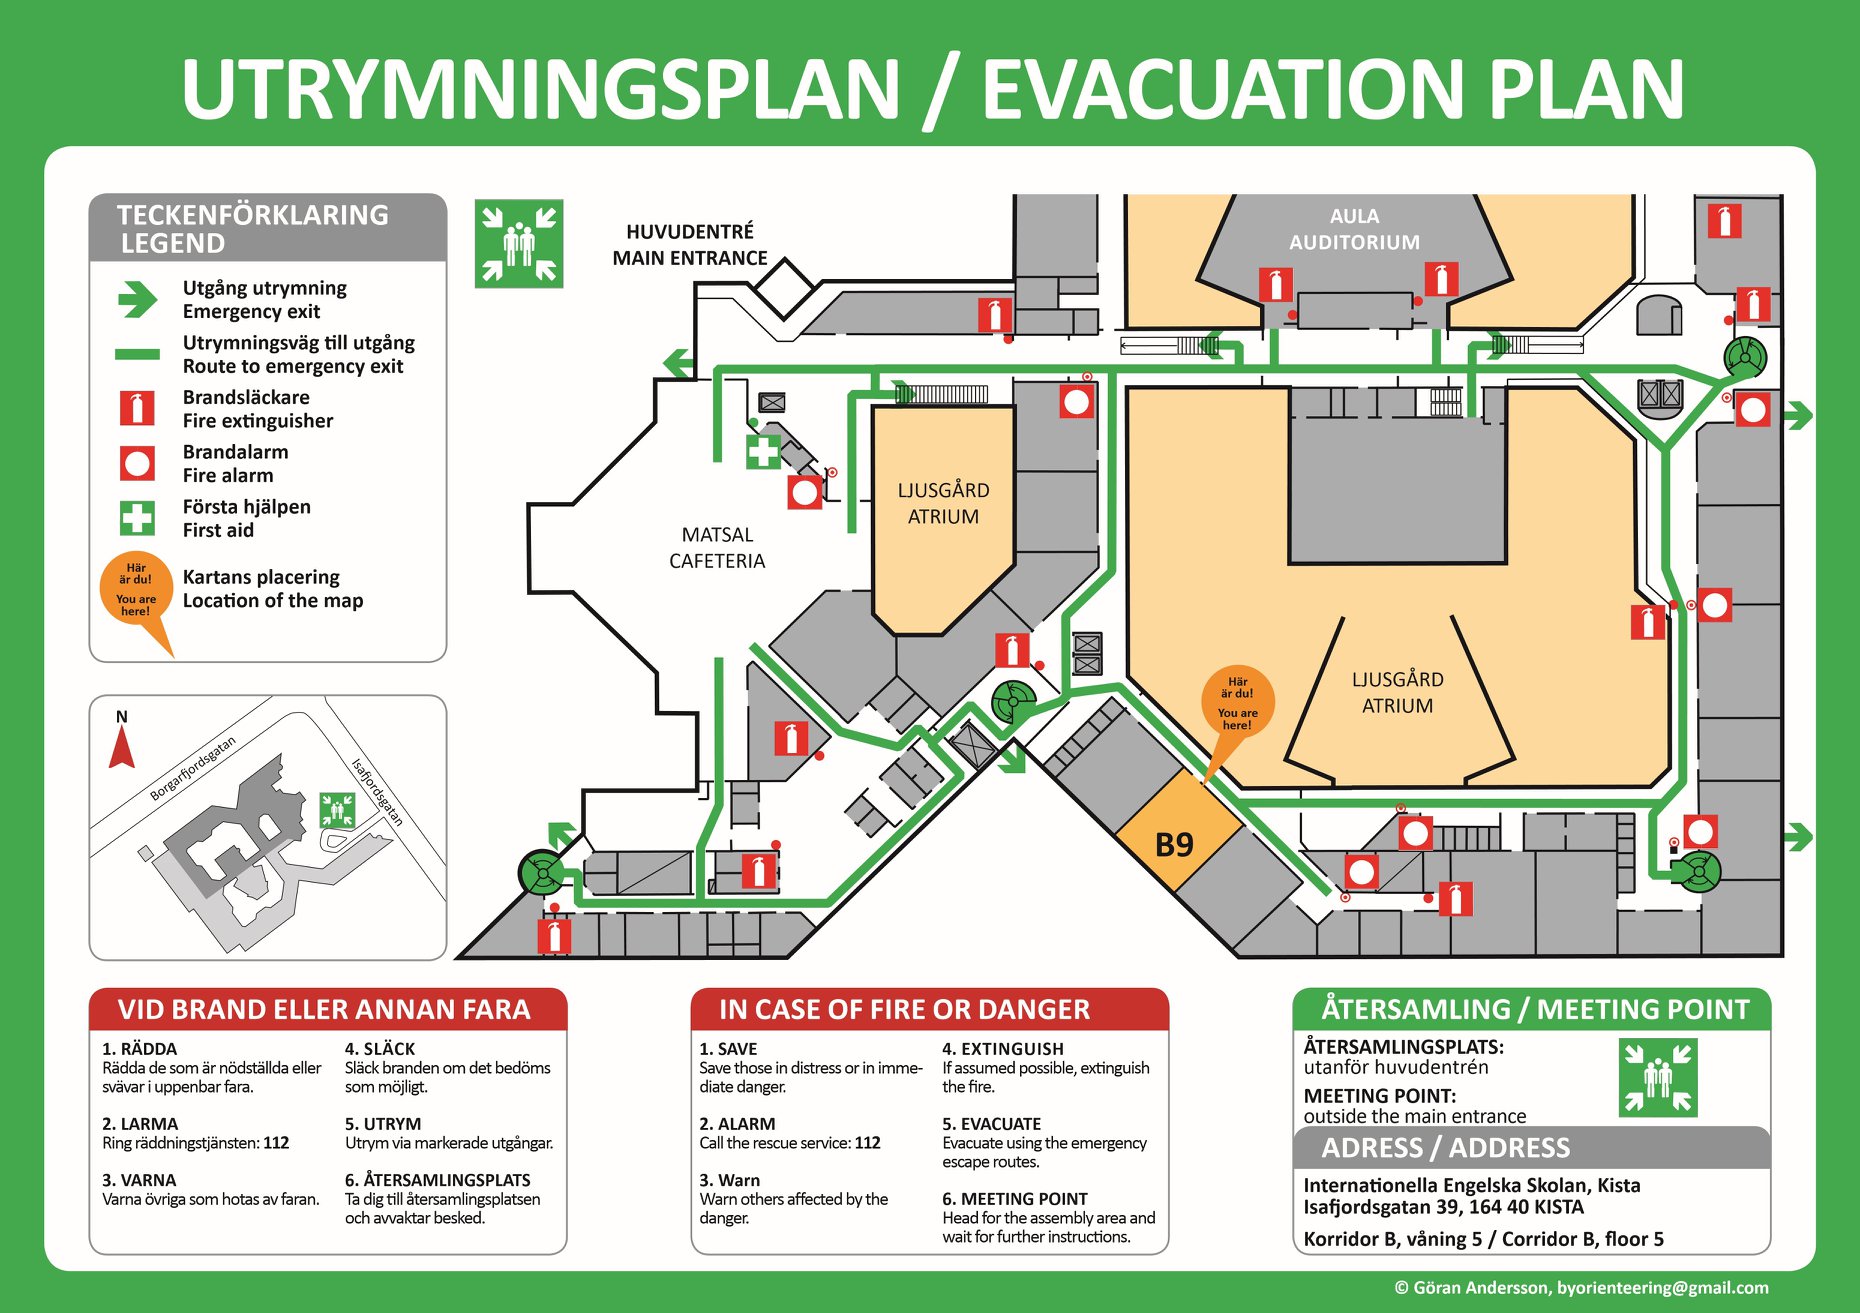 UTRYMNINGSPLAN / EVACUATION PLAN
TECKENFÖRKLARING
LEGEND
Utgång utrymning
Emergency exit
Utrymningsväg till utgång
Route to emergency exit
Brandsläckare
Fire extinguisher
Brandalarm
Fire alarm
Första hjälpen
First aid
Här
är du!
You are
here!
Kartans placering
Location of the map
N
Borgarfjordsgatan
Isafjordsgatan
HUVUDENTRÉ
MAIN ENTRANCE
AULA
AUDITORIUM
LJUSGÅRD
ATRIUM
MATSAL
CAFETERIA
LJUSGÅRD
ATRIUM
Här
är du!
You are
here!
B9
VID BRAND ELLER ANNAN FARA
1. RÄDDA
Rädda de som är nödställda eller
svävar i uppenbar fara.
2. LARMA
Ring räddningstjänsten: 112
3. VARNA
Varna övriga som hotas av faran.
4. SLÄCK
Släck branden om det bedöms
som möjligt.
5. UTRYM
Utrym via markerade utgångar.
6. ÅTERSAMLINGSPLATS
Ta dig till återsamlingsplatsen
och avvaktar besked.
IN CASE OF FIRE OR DANGER
1. SAVE
Save those in distress or in imme-
diate danger.
2. ALARM
Call the rescue service: 112
3. Warn
Warn others affected by the
danger.
4. EXTINGUISH
If assumed possible, extinguish
the fire.
5. EVACUATE
Evacuate using the emergency
escape routes.
6. MEETING POINT
Head for the assembly area and
wait for further instructions.
ÅTERSAMLING / MEETING POINT
ÅTERSAMLINGSPLATS:
utanför huvudentrén
MEETING POINT:
outside the main entrance
ADRESS / ADDRESS
Internationella Engelska Skolan, Kista
Isafjordsgatan 39, 164 40 KISTA
Korridor B, våning 5 / Corridor B, floor 5
© Göran Andersson, byorienteering@gmail.com